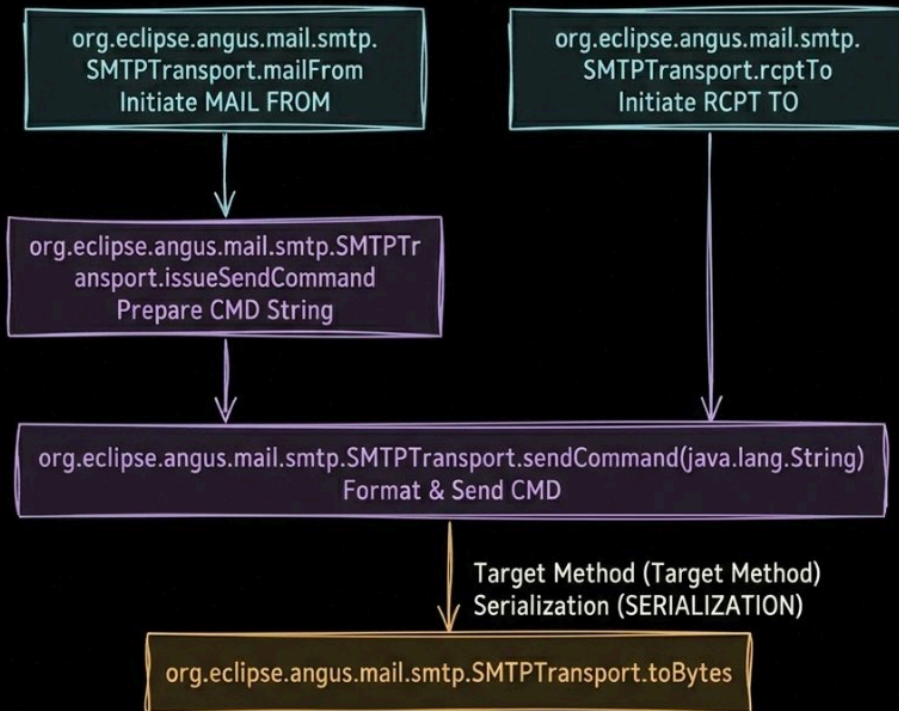 org.eclipse.angus.mail.smtp.
SMTPTransport.mailFrom
Initiate MAIL FROM
org.eclipse.angus.mail.smtp.
SMTPTransport.rcptTo
Initiate RCPT TO
org.eclipse.angus.mail.smtp.SMTPTr
ansport.issueSendCommand
Prepare CMD String
org.eclipse.angus.mail.smtp.SMTPTransport.sendCommand(java.lang.String)
Format & Send CMD
Target Method (Target Method)
Serialization (SERIALIZATION)
org.eclipse.angus.mail.smtp.SMTPTransport.toBytes